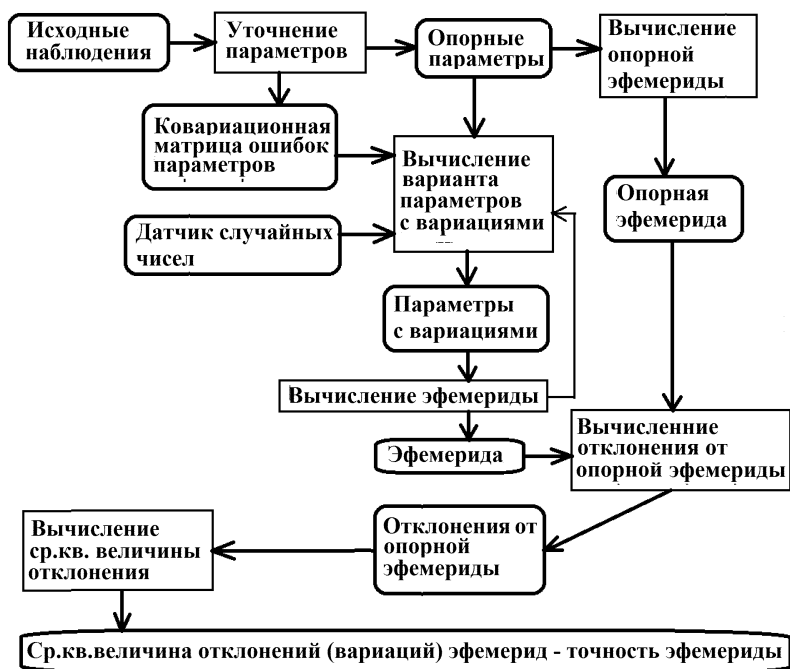 Исходные
наблюдения
Уточнение
параметров
Опорные
параметры
Вычисление
опорной
эфемериды
Ковариационная
матрица ошибок
параметров
Вычисление
варианта
параметров
с вариациями
Опорная
эфемерида
Датчик случайных
чисел
Параметры
с вариациями
Вычисление эфемериды
Эфемерида
Вычисленние
отклонения от
опорной эфемериды
Вычисление
ср.кв. величины
отклонения
Отклонения от
опорной
эфемериды
Ср.кв.величина отклонений (вариаций) эфемерид - точность эфемериды